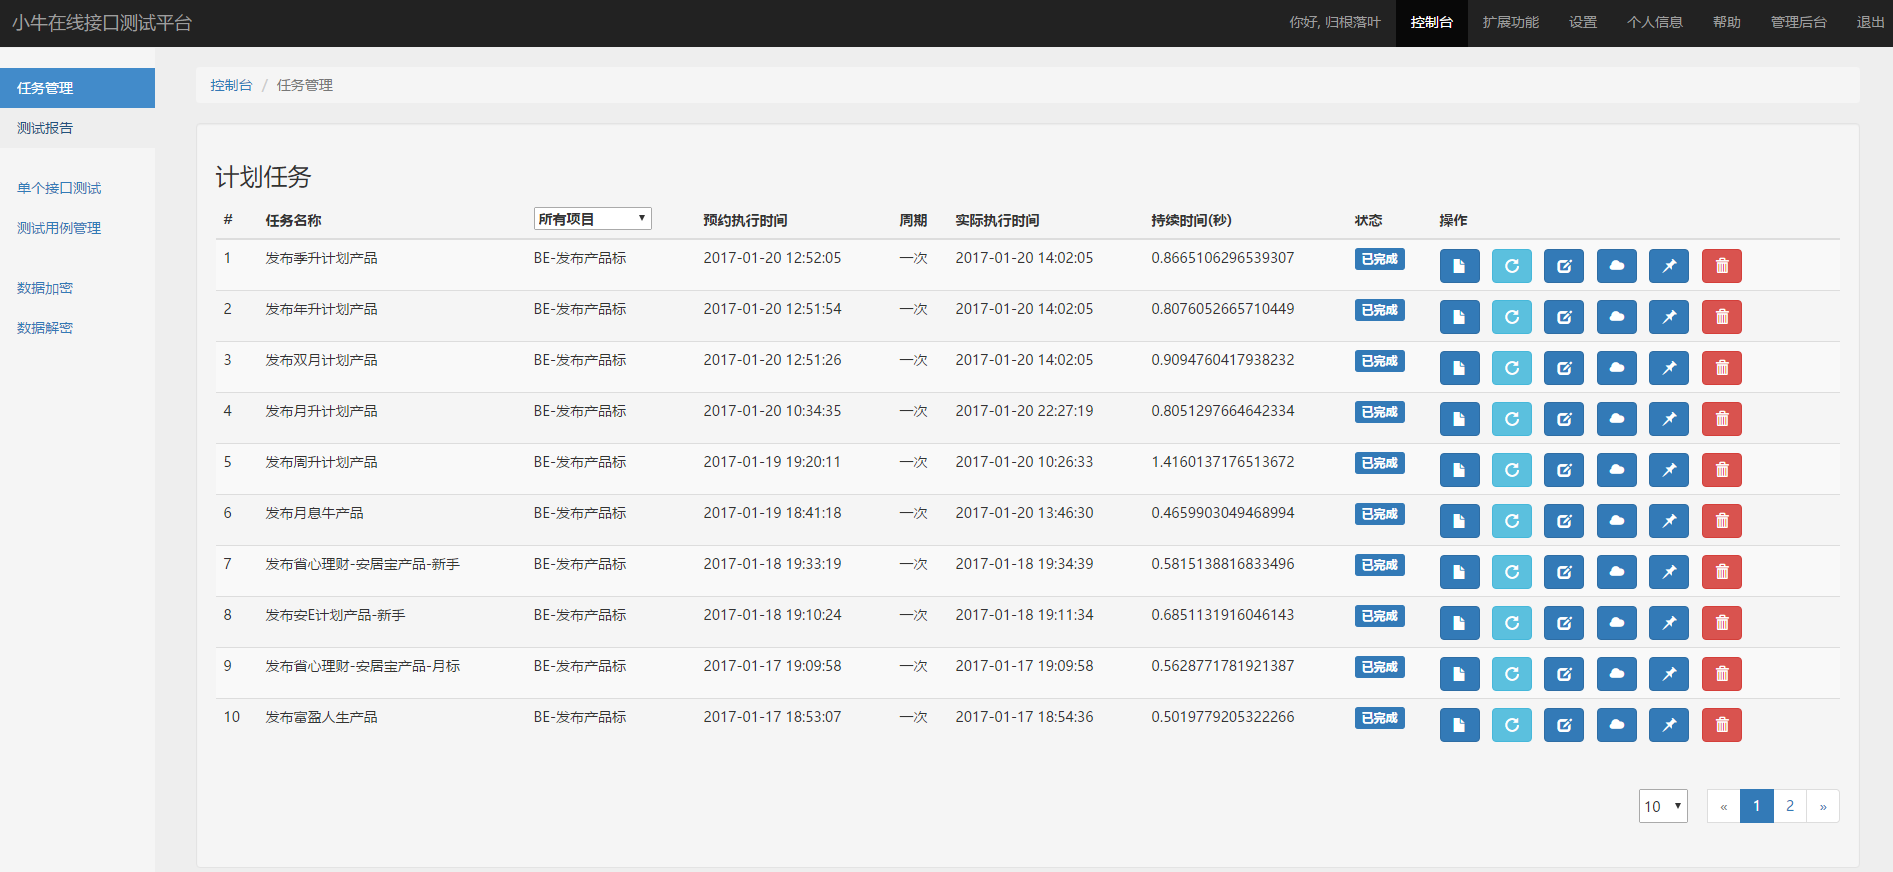 小牛在线接口测试平台 你好, 归根落叶 控制台 扩展功能 设置 个人信息 帮助 管理后台 退出
任务管理
测试报告
单个接口测试
测试用例管理
数据加密
数据解密
控制台 / 任务管理
计划任务
# 任务名称 所有项目 预约执行时间 周期 实际执行时间 持续时间(秒) 状态 操作
1 发布季升计划产品 BE-发布产品标 2017-01-20 12:52:05 一次 2017-01-20 14:02:05 0.8665106296539307 已完成
2 发布年升计划产品 BE-发布产品标 2017-01-20 12:51:54 一次 2017-01-20 14:02:05 0.8076052665710449 已完成
3 发布双月计划产品 BE-发布产品标 2017-01-20 12:51:26 一次 2017-01-20 14:02:05 0.9094760417938232 已完成
4 发布月升计划产品 BE-发布产品标 2017-01-20 10:34:35 一次 2017-01-20 22:27:19 0.8051297664642334 已完成
5 发布周升计划产品 BE-发布产品标 2017-01-19 19:20:11 一次 2017-01-20 10:26:33 1.4160137176513672 已完成
6 发布月息牛产品 BE-发布产品标 2017-01-19 18:41:18 一次 2017-01-20 13:46:30 0.4659903049468994 已完成
7 发布省心理财-安居宝产品-新手 BE-发布产品标 2017-01-18 19:33:19 一次 2017-01-18 19:34:39 0.5815138816833496 已完成
8 发布安E计划产品-新手 BE-发布产品标 2017-01-18 19:10:24 一次 2017-01-18 19:11:34 0.6851131916046143 已完成
9 发布省心理财-安居宝产品-月标 BE-发布产品标 2017-01-17 19:09:58 一次 2017-01-17 19:09:58 0.5628771781921387 已完成
10 发布富盈人生产品 BE-发布产品标 2017-01-17 18:53:07 一次 2017-01-17 18:54:36 0.5019779205322266 已完成
10 « 1 2 »